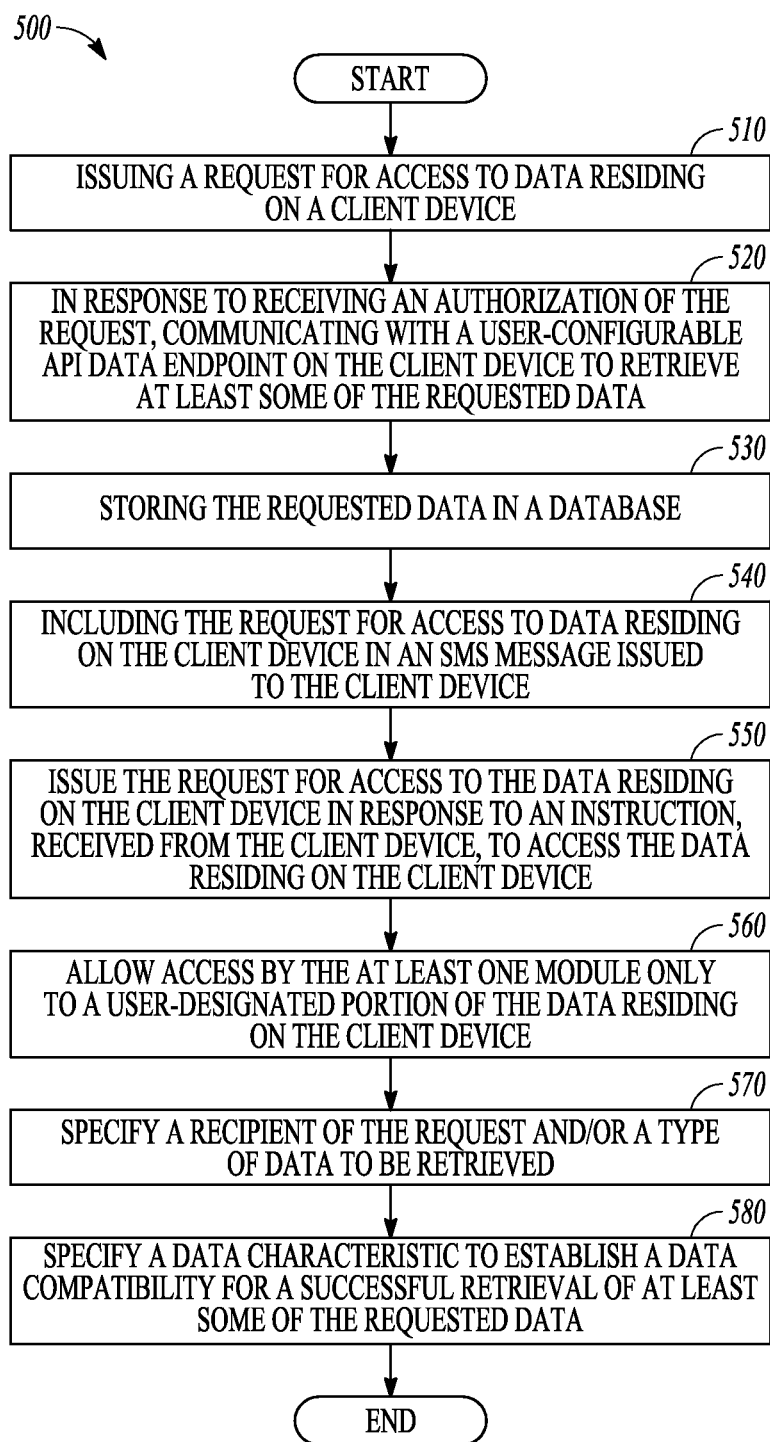 500
START
510
ISSUING A REQUEST FOR ACCESS TO DATA RESIDING
ON A CLIENT DEVICE
520
IN RESPONSE TO RECEIVING AN AUTHORIZATION OF THE
REQUEST, COMMUNICATING WITH A USER-CONFIGURABLE
API DATA ENDPOINT ON THE CLIENT DEVICE TO RETRIEVE
AT LEAST SOME OF THE REQUESTED DATA
530
STORING THE REQUESTED DATA IN A DATABASE
540
INCLUDING THE REQUEST FOR ACCESS TO DATA RESIDING
ON THE CLIENT DEVICE IN AN SMS MESSAGE ISSUED
TO THE CLIENT DEVICE
550
ISSUE THE REQUEST FOR ACCESS TO THE DATA RESIDING
ON THE CLIENT DEVICE IN RESPONSE TO AN INSTRUCTION,
RECEIVED FROM THE CLIENT DEVICE, TO ACCESS THE DATA
RESIDING ON THE CLIENT DEVICE
560
ALLOW ACCESS BY THE AT LEAST ONE MODULE ONLY
TO A USER-DESIGNATED PORTION OF THE DATA RESIDING
ON THE CLIENT DEVICE
570
SPECIFY A RECIPIENT OF THE REQUEST AND/OR A TYPE
OF DATA TO BE RETRIEVED
580
SPECIFY A DATA CHARACTERISTIC TO ESTABLISH A DATA
COMPATIBILITY FOR A SUCCESSFUL RETRIEVAL OF AT LEAST
SOME OF THE REQUESTED DATA
END